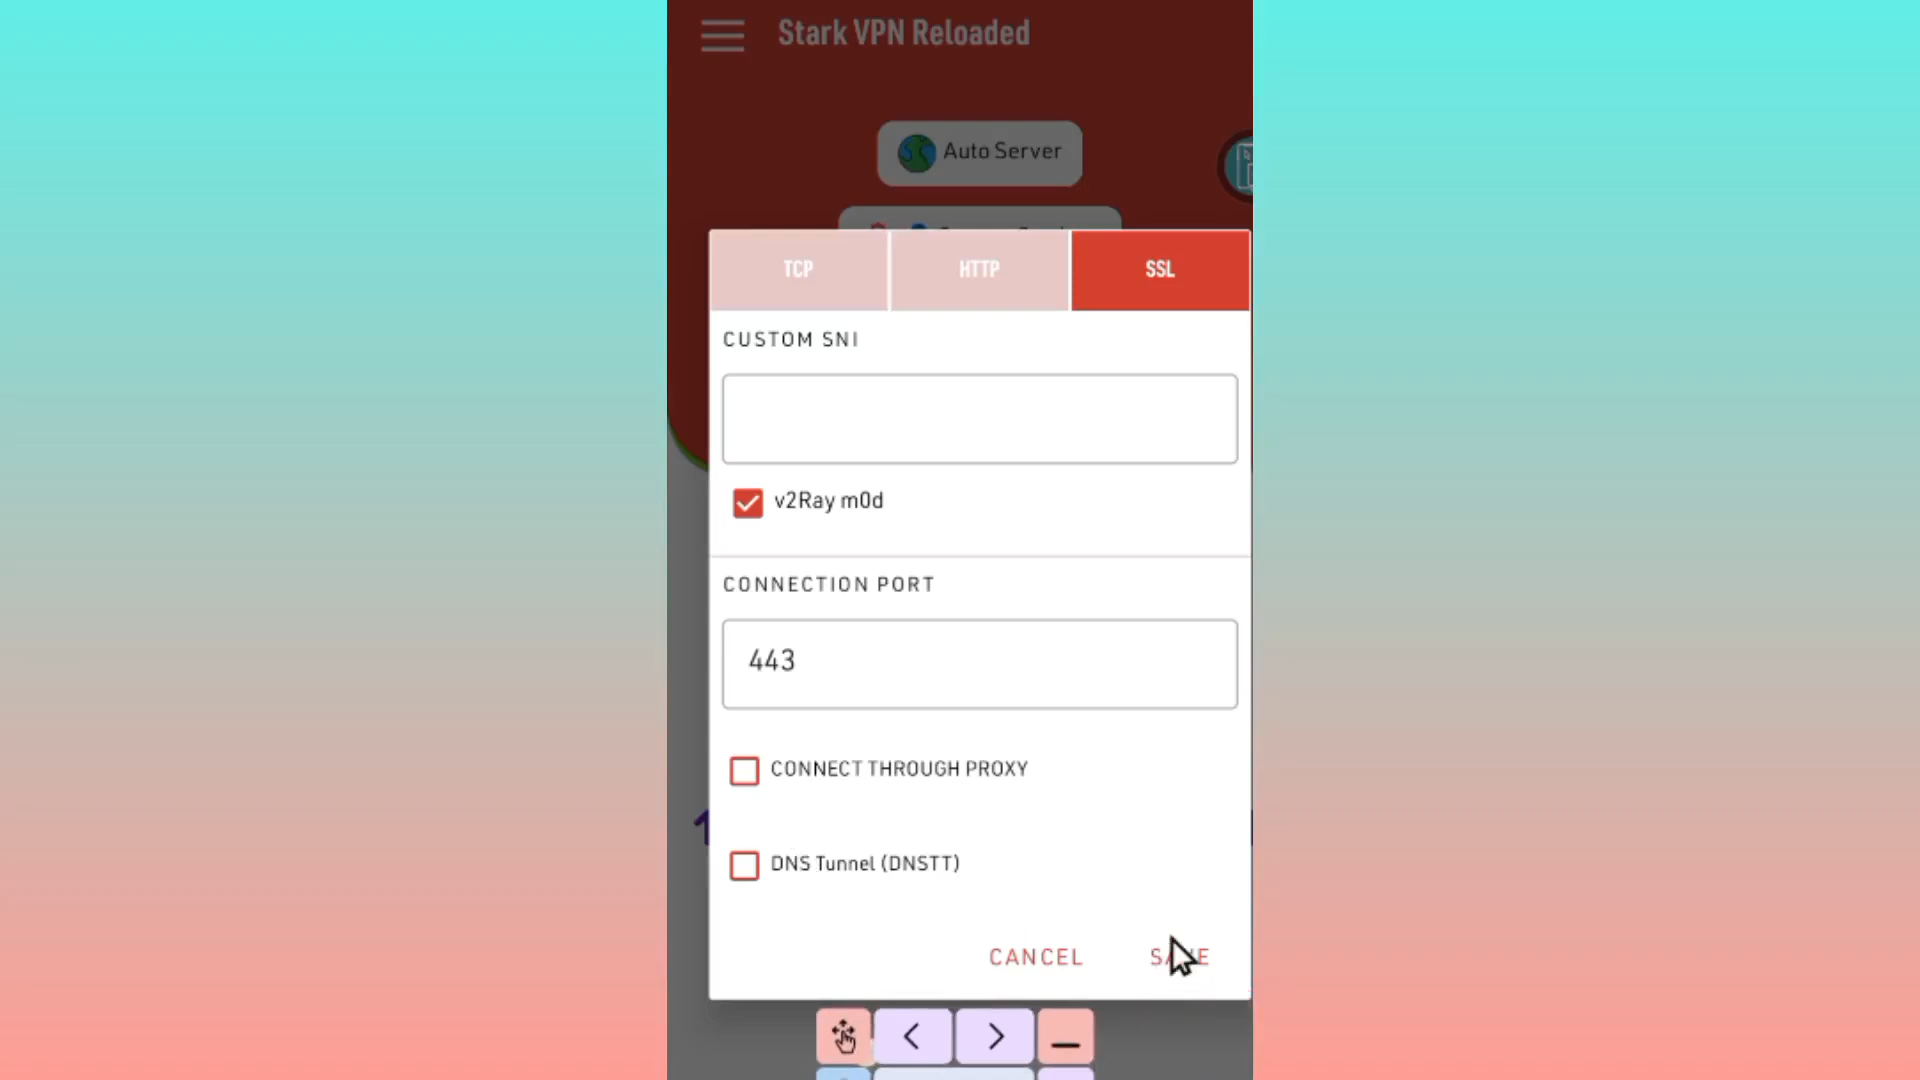 Stark VPN Reloaded
Auto Server
TCP HTTP SSL
CUSTOM SNI
v2Ray m0d
CONNECTION PORT
443
CONNECT THROUGH PROXY
DNS Tunnel (DNSTT)
CANCEL SAVE